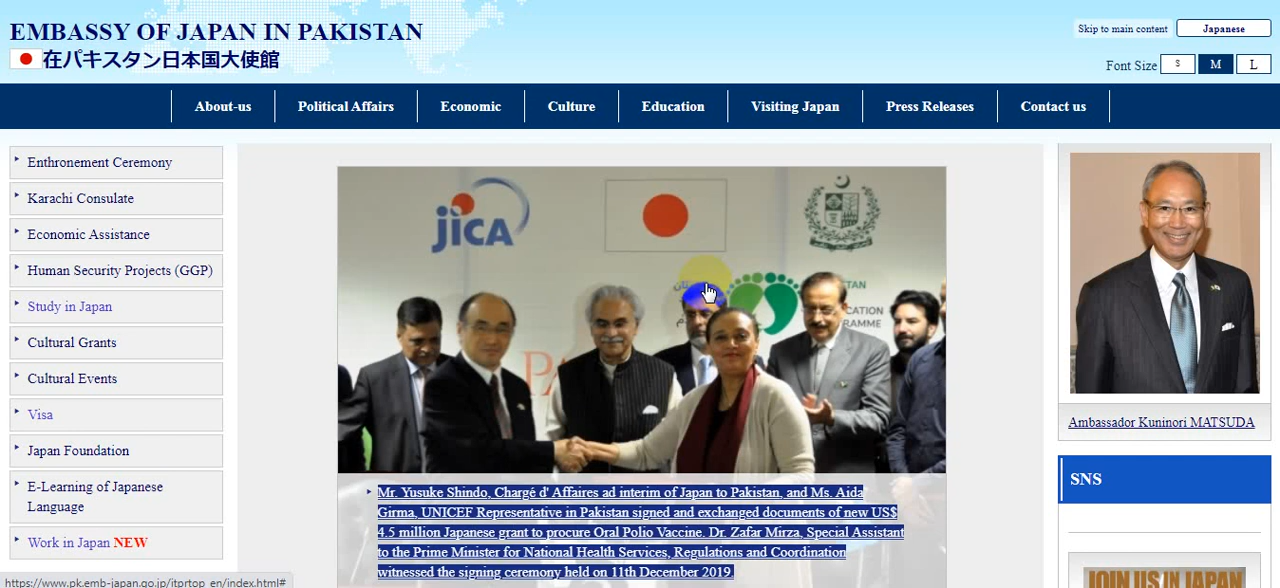 EMBASSY OF JAPAN IN PAKISTAN
在パキスタン日本国大使館
Skip to main content
Japanese
Font Size S M L
About-us
Political Affairs
Economic
Culture
Education
Visiting Japan
Press Releases
Contact us
Enthronement Ceremony
Karachi Consulate
Economic Assistance
Human Security Projects (GGP)
Study in Japan
Cultural Grants
Cultural Events
Visa
Japan Foundation
E-Learning of Japanese
Language
Work in Japan NEW
jica
Mr. Yusuke Shindo, Chargé d' Affaires ad interim of Japan to Pakistan, and Ms. Aida
Girma, UNICEF Representative in Pakistan signed and exchanged documents of new US$
4.5 million Japanese grant to procure Oral Polio Vaccine. Dr. Zafar Mirza, Special Assistant
to the Prime Minister for National Health Services, Regulations and Coordination
witnessed the signing ceremony held on 11th December 2019.
Ambassador Kuninori MATSUDA
SNS
JOIN US IN JAPAN
https://www.pk.emb-japan.go.jp/itprtop_en/index.html#